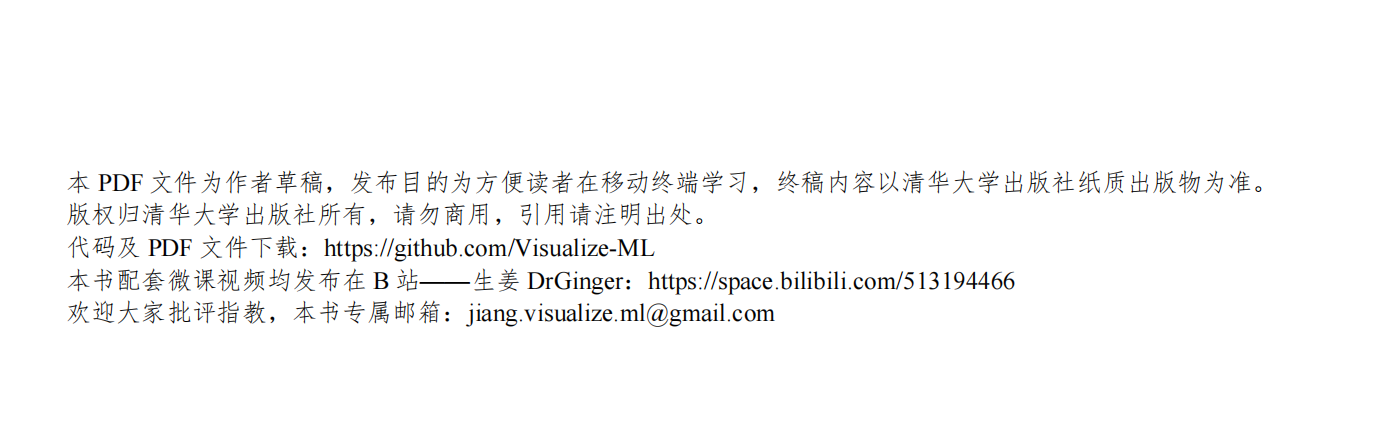 本 PDF 文件为作者草稿，发布目的为方便读者在移动终端学习，终稿内容以清华大学出版社纸质出版物为准。
版权归清华大学出版社所有，请勿商用，引用请注明出处。
代码及 PDF 文件下载：https://github.com/Visualize-ML
本书配套微课视频均发布在 B 站——生姜 DrGinger：https://space.bilibili.com/513194466
欢迎大家批评指教，本书专属邮箱：jiang.visualize.ml@gmail.com